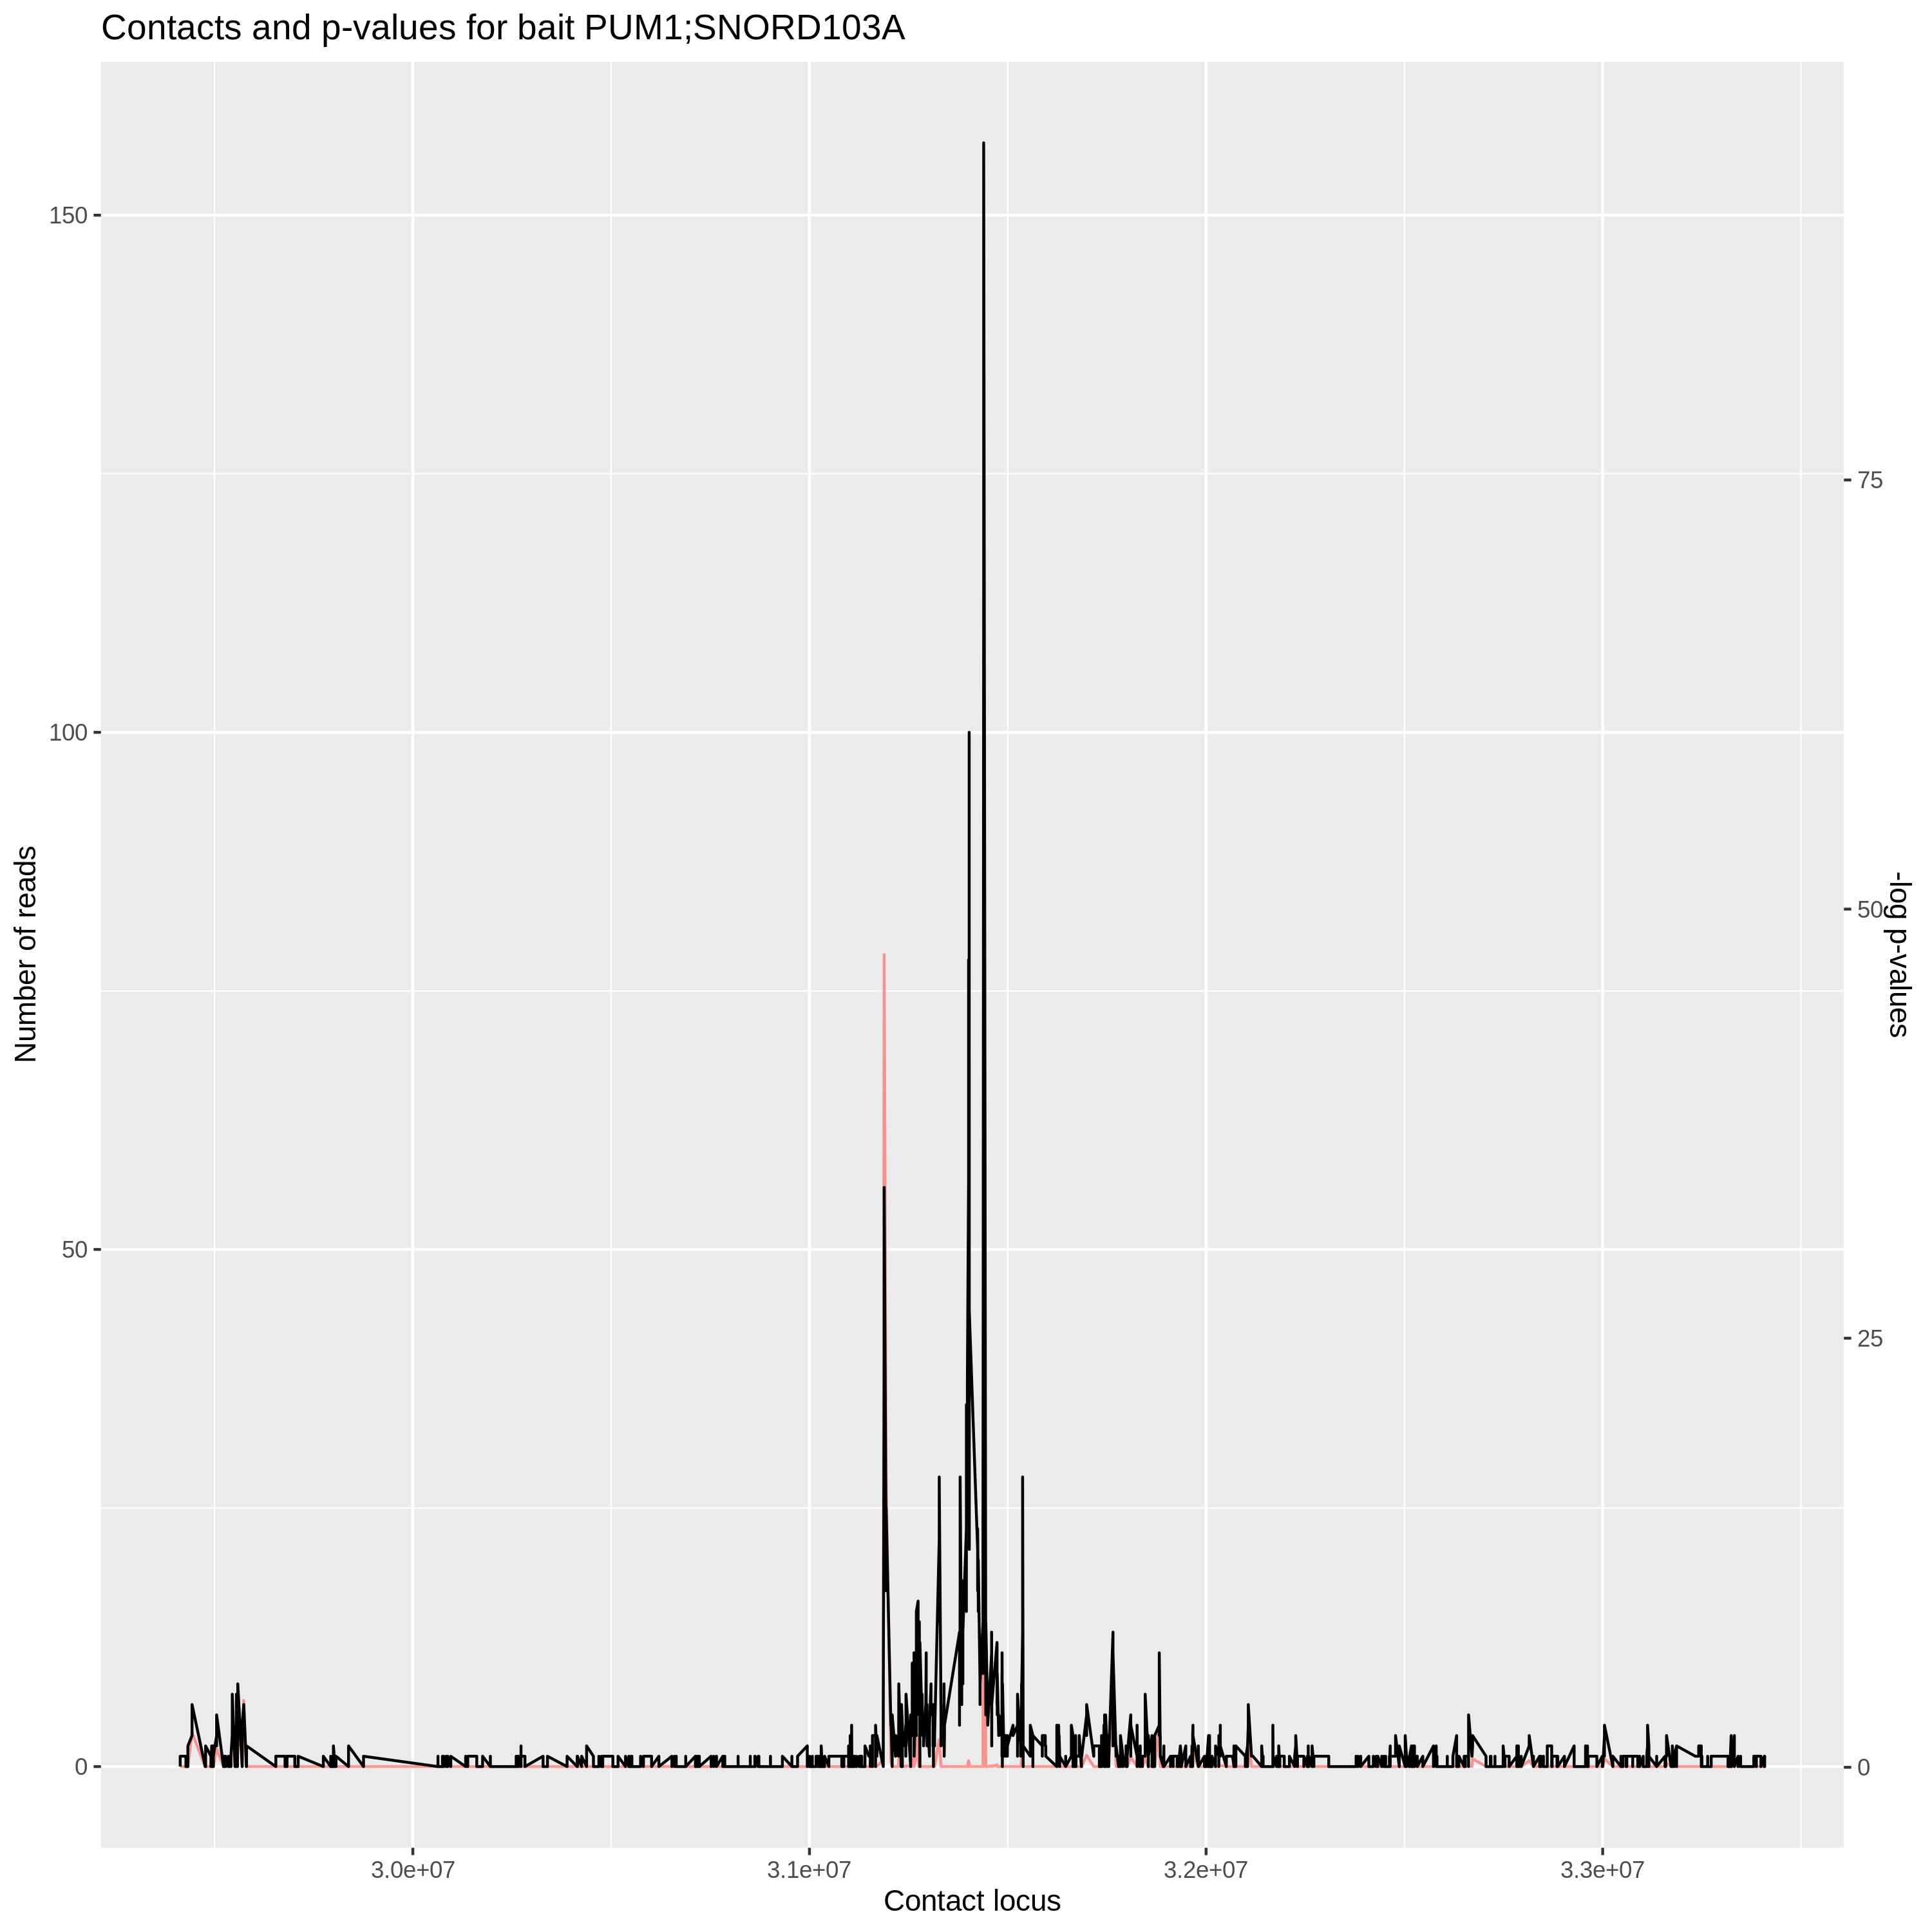 Contacts and p-values for bait PUM1;SNORD103A
150
100
50
0
Number of reads
75
50
25
0
-log p-values
3.0e+07
3.1e+07
3.2e+07
3.3e+07
Contact locus